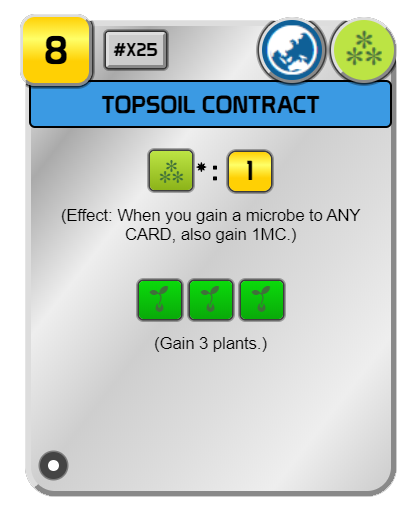 8
#X25
TOPSOIL CONTRACT
* : 1
(Effect: When you gain a microbe to ANY
CARD, also gain 1MC.)
(Gain 3 plants.)